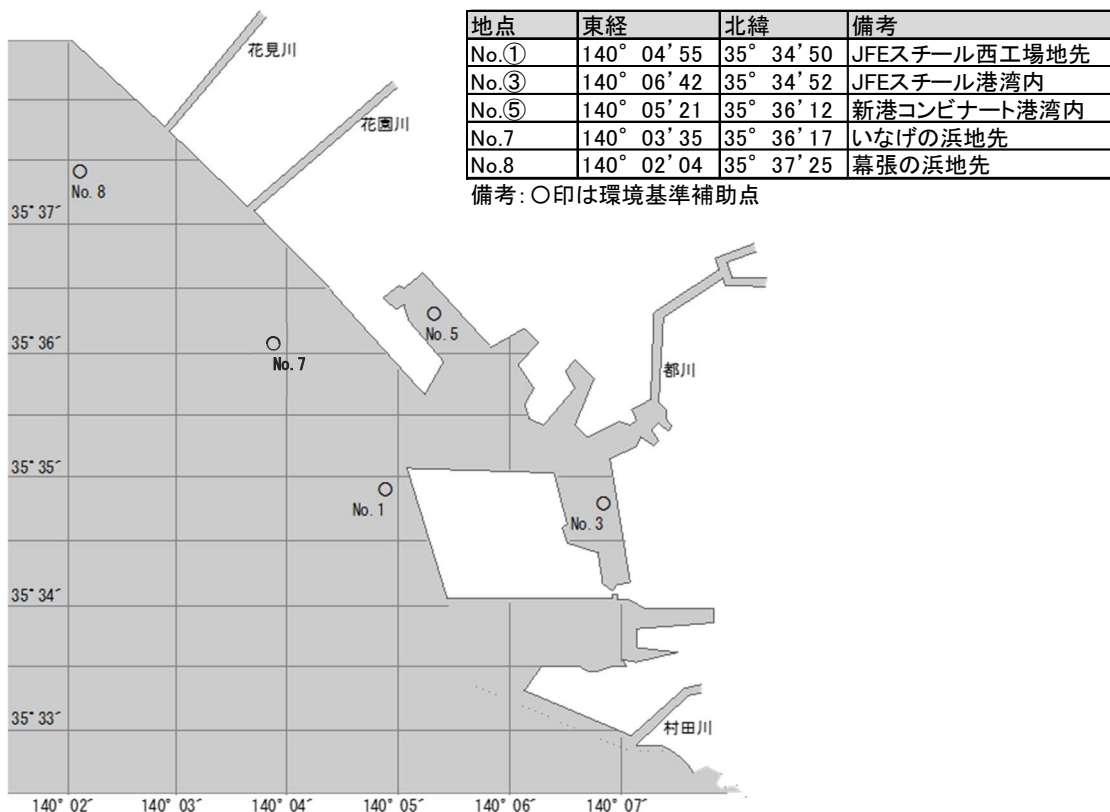 地点 東経 北緯 備考
No.① 140° 04’55 35° 34’50 JFEスチール西工場地先
No.③ 140° 06’42 35° 34’52 JFEスチール港湾内
No.⑤ 140° 05’21 35° 36’12 新港コンビナート港湾内
No.7 140° 03’35 35° 36’17 いなげの浜地先
No.8 140° 02’04 35° 37’25 幕張の浜地先
備考：○印は環境基準補助点
花見川
花園川
No. 8
35° 37′
No. 5
35° 36′
No. 7
都川
35° 35′
No. 1
No. 3
35° 34′
35° 33′
村田川
140° 02′ 140° 03′ 140° 04′ 140° 05′ 140° 06′ 140° 07′